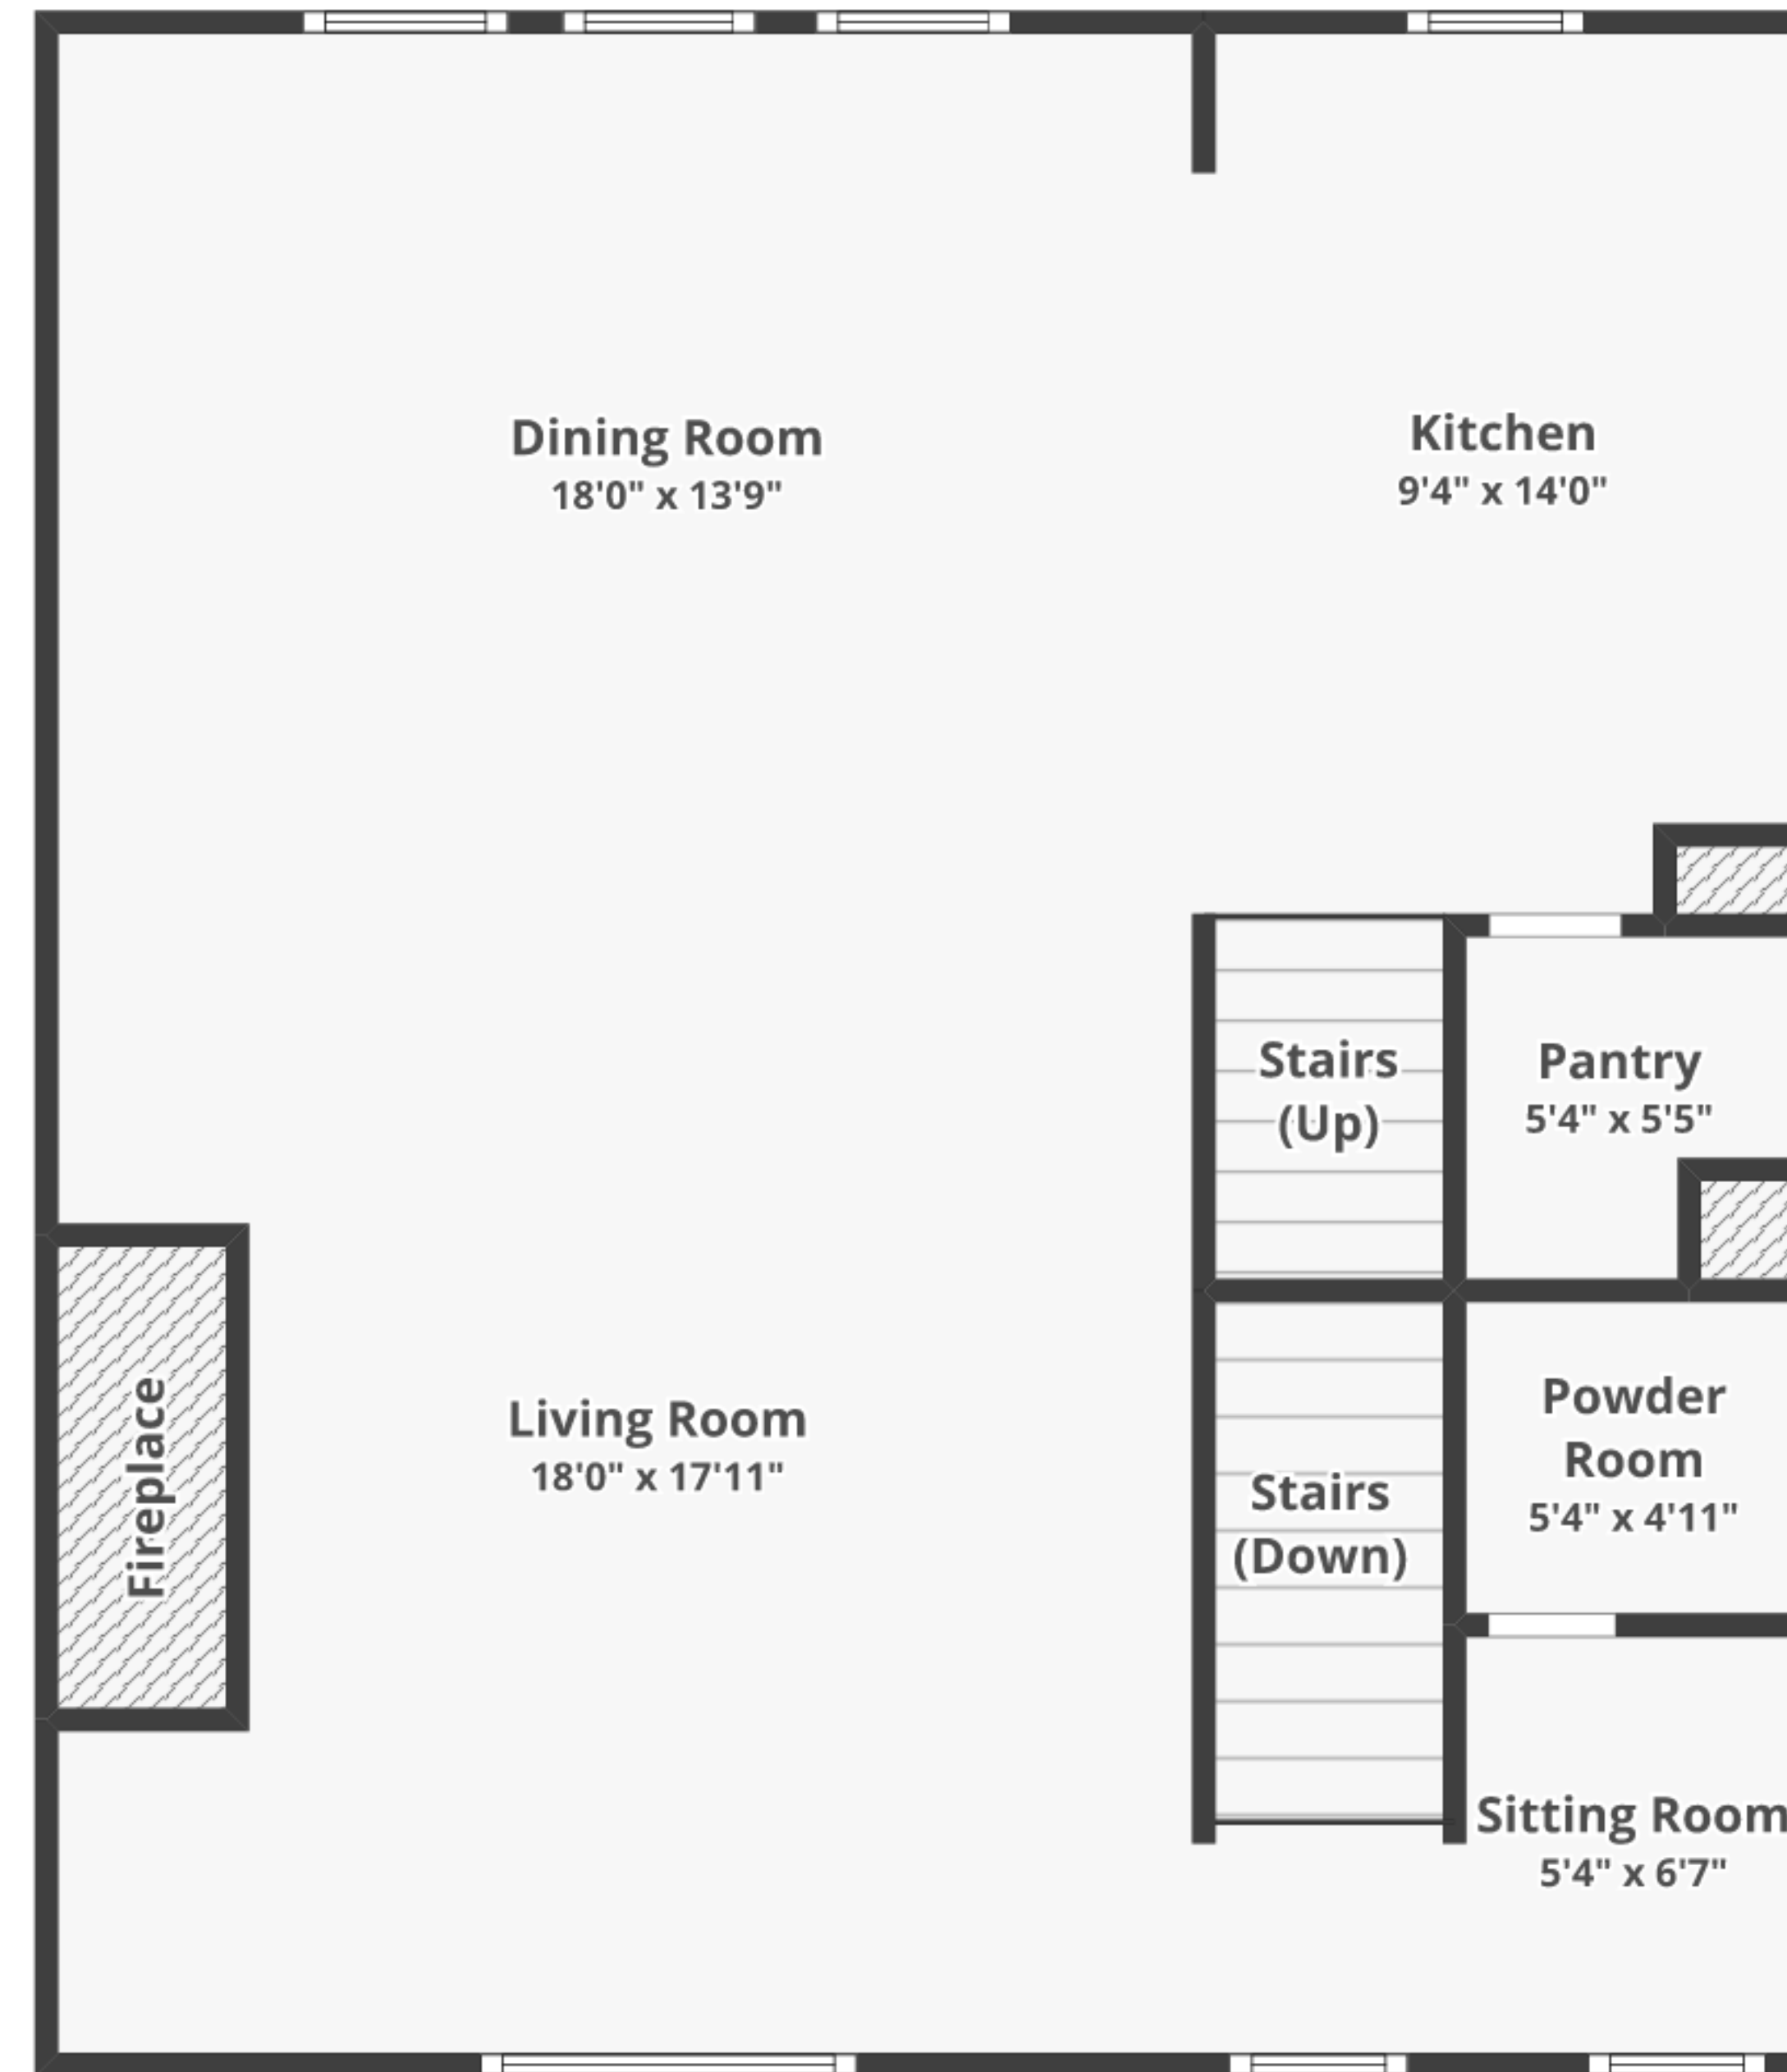 Dining Room
18'0" x 13'9"
Kitchen
9'4" x 14'0"
Stairs
(Up)
Pantry
5'4" x 5'5"
Fireplace
Living Room
18'0" x 17'11"
Stairs
(Down)
Powder
Room
5'4" x 4'11"
Sitting Room
5'4" x 6'7"